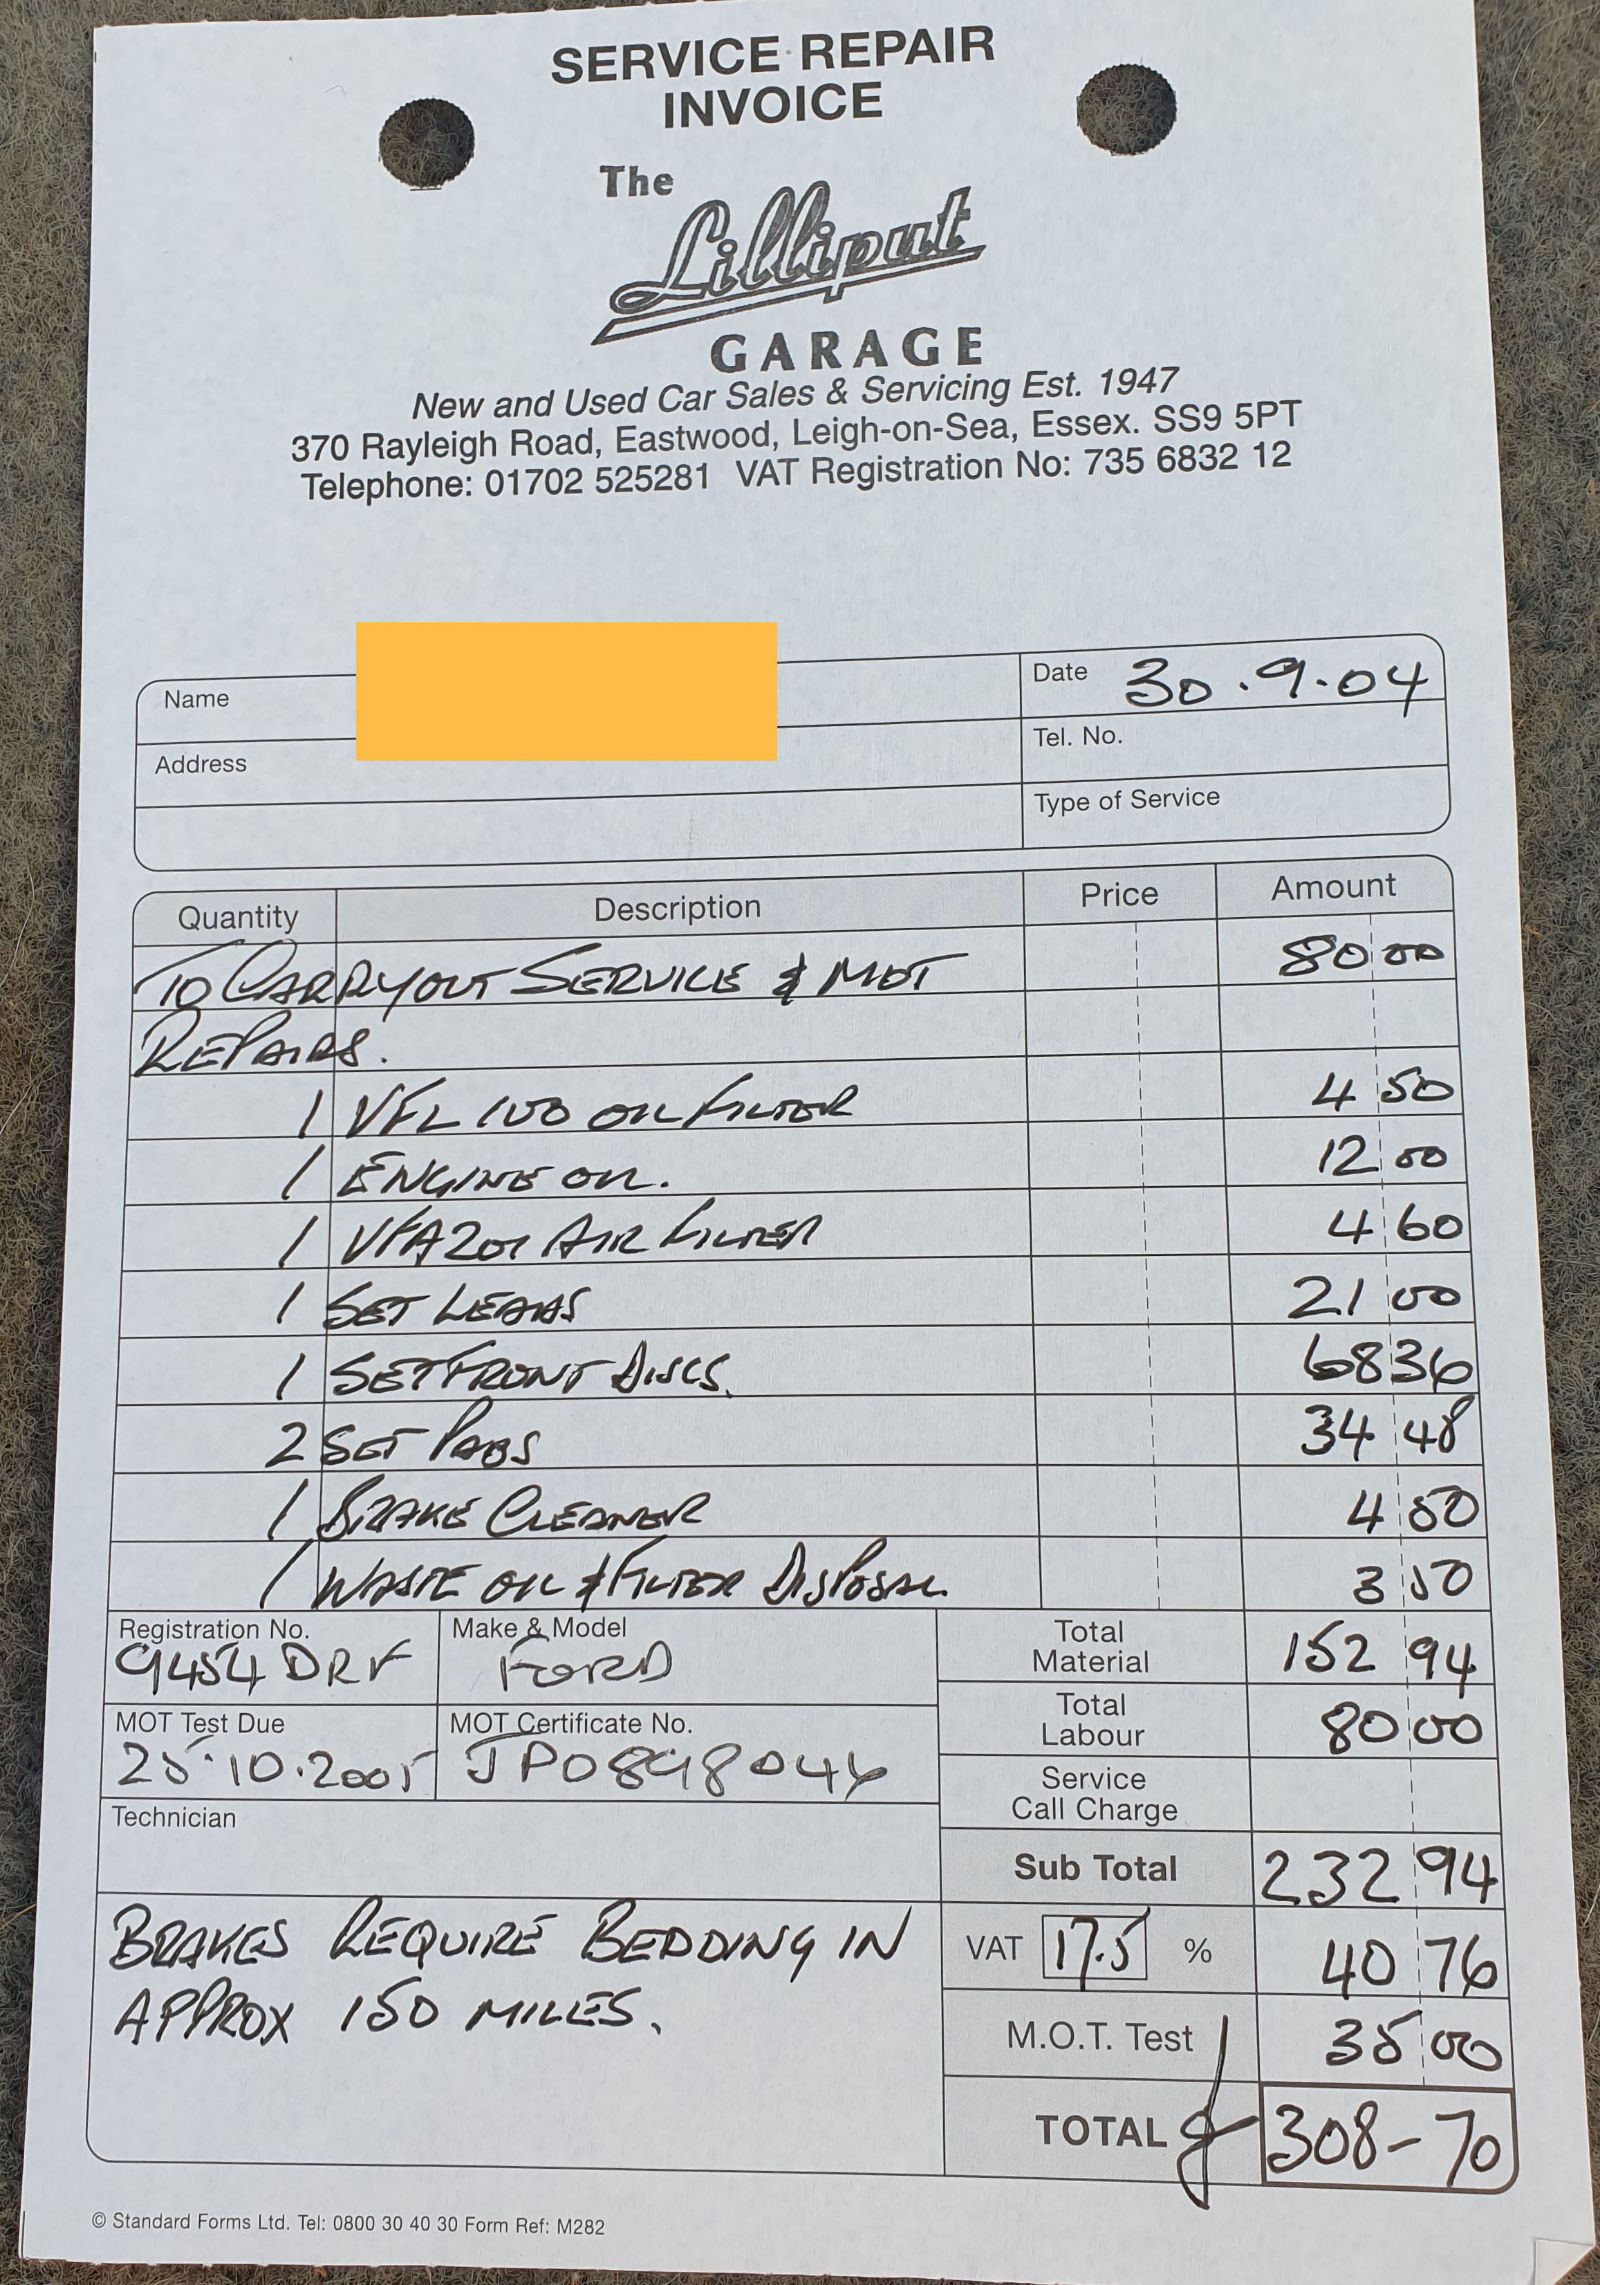 SERVICE REPAIR
INVOICE
The
Lilliput
GARAGE
New and Used Car Sales & Servicing Est. 1947
370 Rayleigh Road, Eastwood, Leigh-on-Sea, Essex. SS9 5PT
Telephone: 01702 525281 VAT Registration No: 735 6832 12
Name
Date 30.9.04
Address
Tel. No.
Type of Service
Quantity Description Price Amount
TO CARRYOUT SERVICE & MOT 80 00
REPAIRS.
1 VFL 100 OIL FILTER 4 50
1 ENGINE OIL. 12 00
1 VFA201 AIR FILTER 4 60
1 SET LEADS 21 00
1 SET FRONT DISCS. 68 36
2 SET PADS 34 48
1 BRAKE CLEANER 4 50
1 WASTE OIL & FILTER DISPOSAL 3 50
Registration No. Make & Model
9454 DRF FORD
Total Material 152 94
MOT Test Due MOT Certificate No.
25.10.2005 JP0898046
Total Labour 80 00
Service Call Charge
Technician
Sub Total 232 94
BRAKES REQUIRE BEDDING IN
APPROX 150 MILES.
VAT 17.5 % 40 76
M.O.T. Test 35 00
TOTAL £ 308-70
© Standard Forms Ltd. Tel: 0800 30 40 30 Form Ref: M282